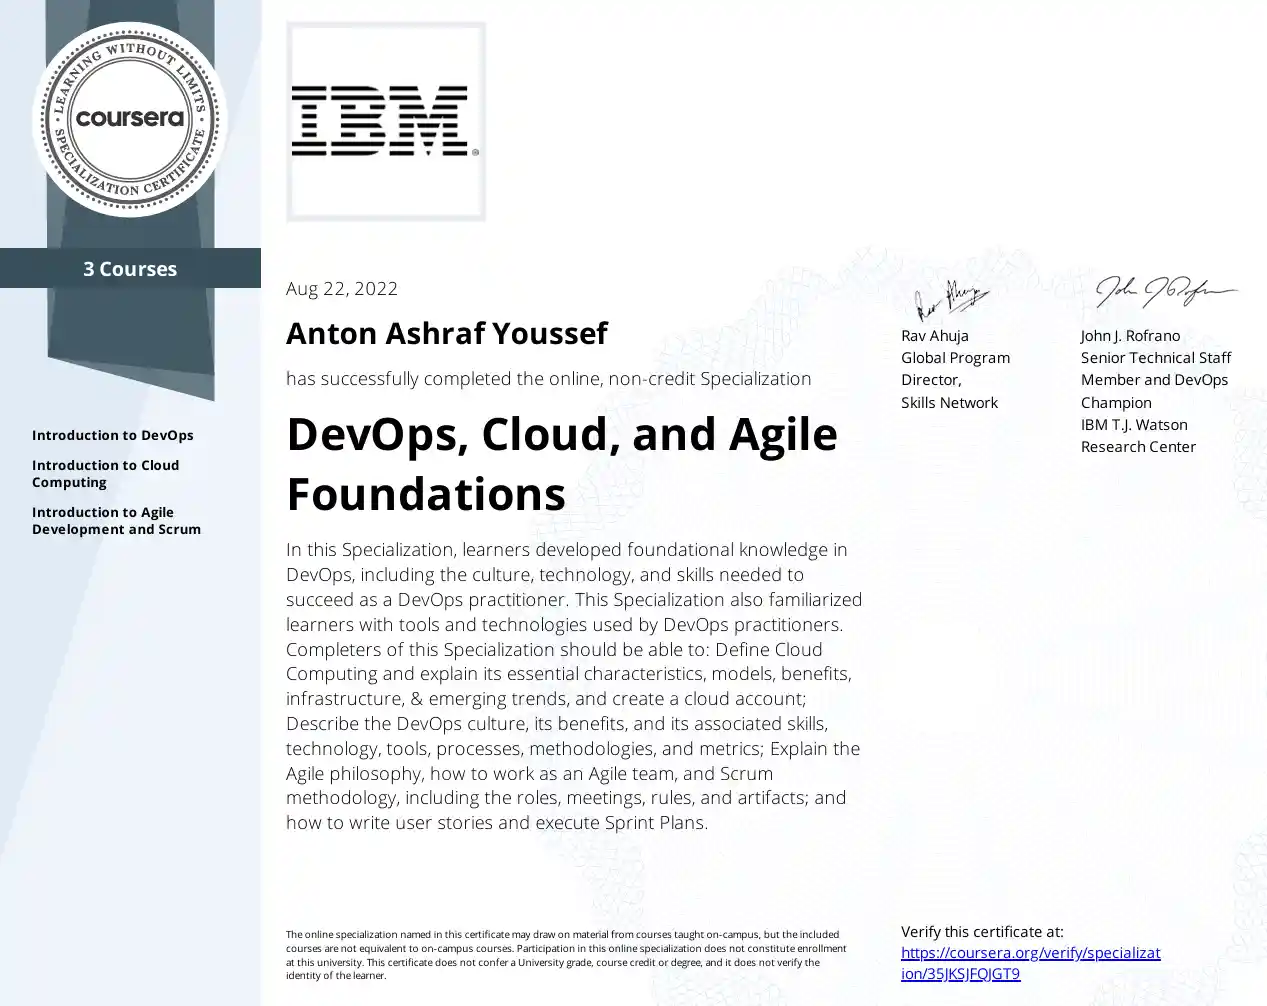 LEARNING WITHOUT LIMITS
coursera
SPECIALIZATION CERTIFICATE
IBM®
3 Courses
Introduction to DevOps
Introduction to Cloud
Computing
Introduction to Agile
Development and Scrum
Aug 22, 2022
Anton Ashraf Youssef
has successfully completed the online, non-credit Specialization
DevOps, Cloud, and Agile
Foundations
In this Specialization, learners developed foundational knowledge in
DevOps, including the culture, technology, and skills needed to
succeed as a DevOps practitioner. This Specialization also familiarized
learners with tools and technologies used by DevOps practitioners.
Completers of this Specialization should be able to: Define Cloud
Computing and explain its essential characteristics, models, benefits,
infrastructure, & emerging trends, and create a cloud account;
Describe the DevOps culture, its benefits, and its associated skills,
technology, tools, processes, methodologies, and metrics; Explain the
Agile philosophy, how to work as an Agile team, and Scrum
methodology, including the roles, meetings, rules, and artifacts; and
how to write user stories and execute Sprint Plans.
Rav Ahuja
Rav Ahuja
Global Program
Director,
Skills Network
John J Rofrano
John J. Rofrano
Senior Technical Staff
Member and DevOps
Champion
IBM T.J. Watson
Research Center
The online specialization named in this certificate may draw on material from courses taught on-campus, but the included
courses are not equivalent to on-campus courses. Participation in this online specialization does not constitute enrollment
at this university. This certificate does not confer a University grade, course credit or degree, and it does not verify the
identity of the learner.
Verify this certificate at:
https://coursera.org/verify/specializat
ion/35JKSJFQJGT9